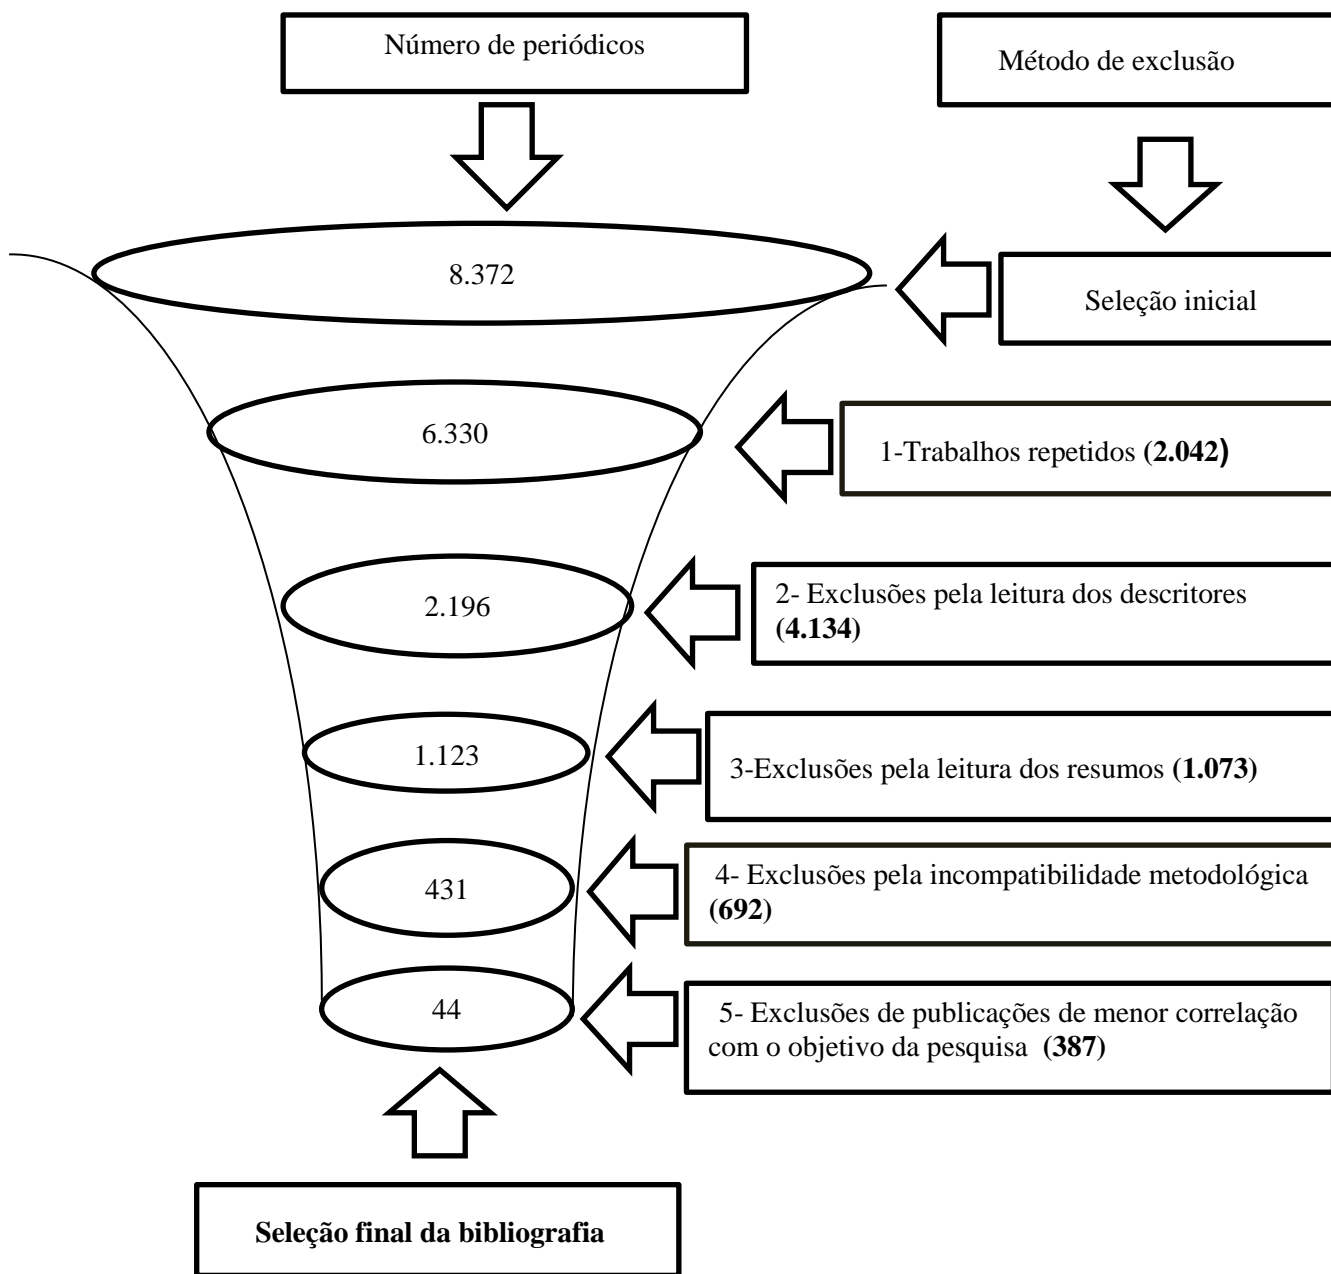 Número de periódicos
Método de exclusão
8.372
Seleção inicial
6.330
1-Trabalhos repetidos (2.042)
2.196
2- Exclusões pela leitura dos descritores
(4.134)
1.123
3-Exclusões pela leitura dos resumos (1.073)
431
4- Exclusões pela incompatibilidade metodológica
(692)
44
5- Exclusões de publicações de menor correlação
com o objetivo da pesquisa (387)
Seleção final da bibliografia